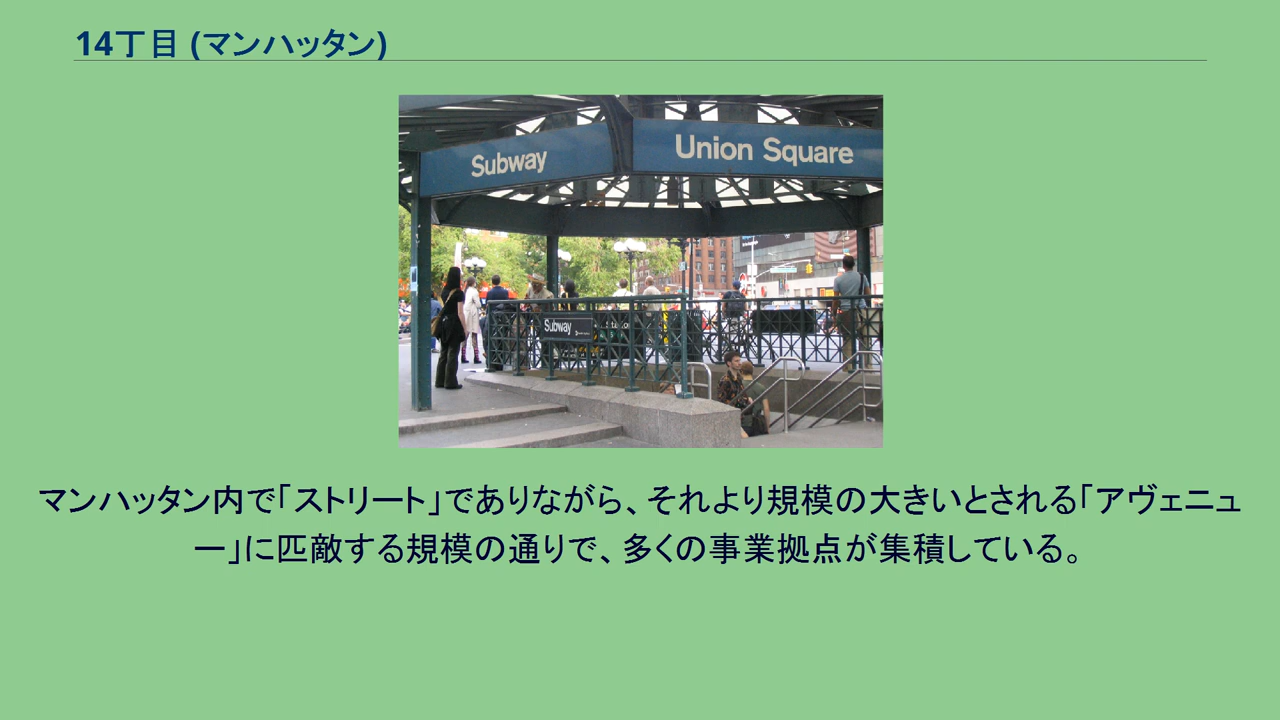 14丁目 (マンハッタン)
Subway
Union Square
Subway
マンハッタン内で「ストリート」でありながら、それより規模の大きいとされる「アヴェニュ
ー」に匹敵する規模の通りで、多くの事業拠点が集積している。